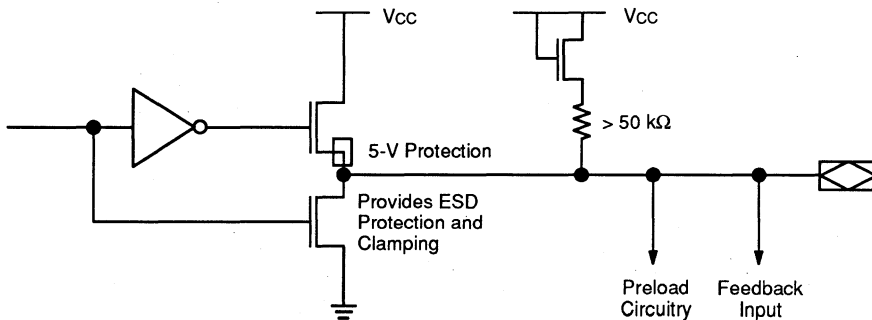 Vcc
Vcc
> 50 kΩ
5-V Protection
Provides ESD
Protection and
Clamping
Preload
Circuitry
Feedback
Input